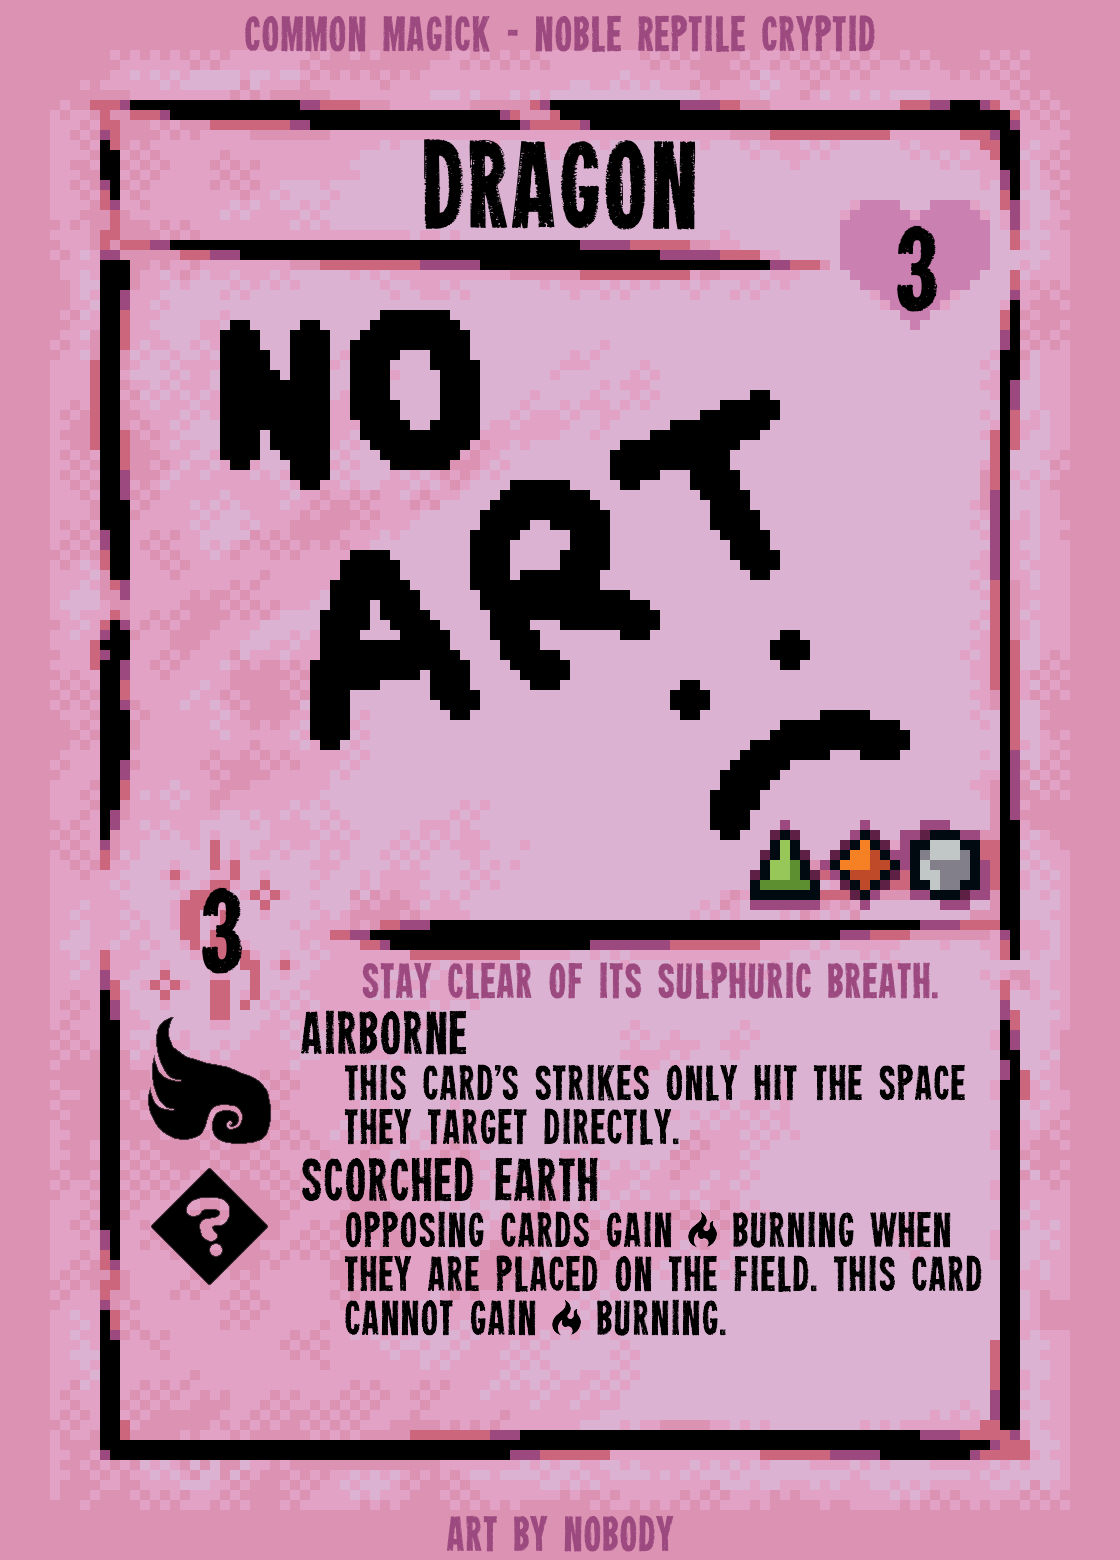 COMMON MAGICK - NOBLE REPTILE CRYPTID
DRAGON
3
NO
ART
3
STAY CLEAR OF ITS SULPHURIC BREATH.
AIRBORNE
THIS CARD'S STRIKES ONLY HIT THE SPACE
THEY TARGET DIRECTLY.
SCORCHED EARTH
?
OPPOSING CARDS GAIN BURNING WHEN
THEY ARE PLACED ON THE FIELD. THIS CARD
CANNOT GAIN BURNING.
ART BY NOBODY